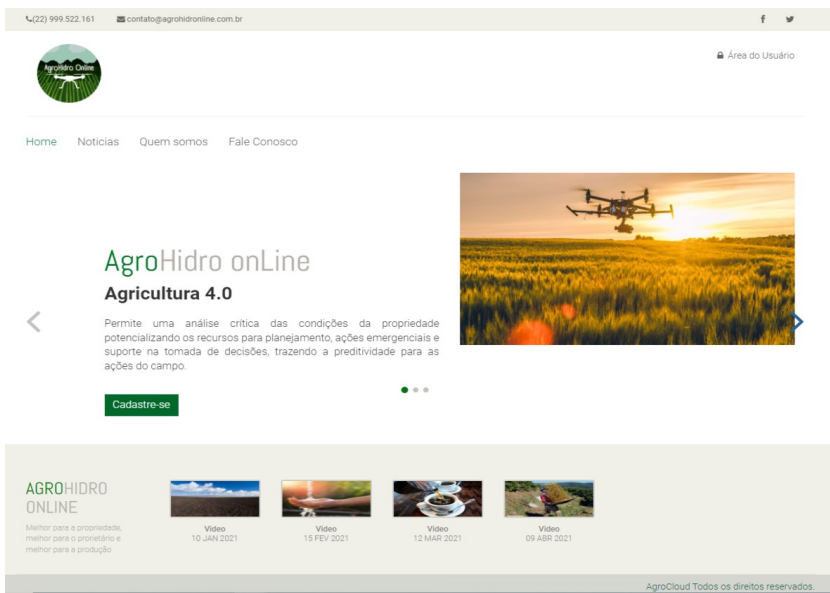 (22) 999.522.161
contato@agrohidronline.com.br
AgroHidro Online
Área do Usuário
Home
Noticias
Quem somos
Fale Conosco
AgroHidro onLine
Agricultura 4.0
Permite uma análise crítica das condições da propriedade
potencializando os recursos para planejamento, ações emergenciais e
suporte na tomada de decisões, trazendo a preditividade para as
ações do campo.
Cadastre-se
AGROHIDRO
ONLINE
Melhor para a propriedade,
melhor para o prorietário e
melhor para a produção
Video
10 JAN 2021
Video
15 FEV 2021
Video
12 MAR 2021
Video
09 ABR 2021
AgroCloud Todos os direitos reservados.